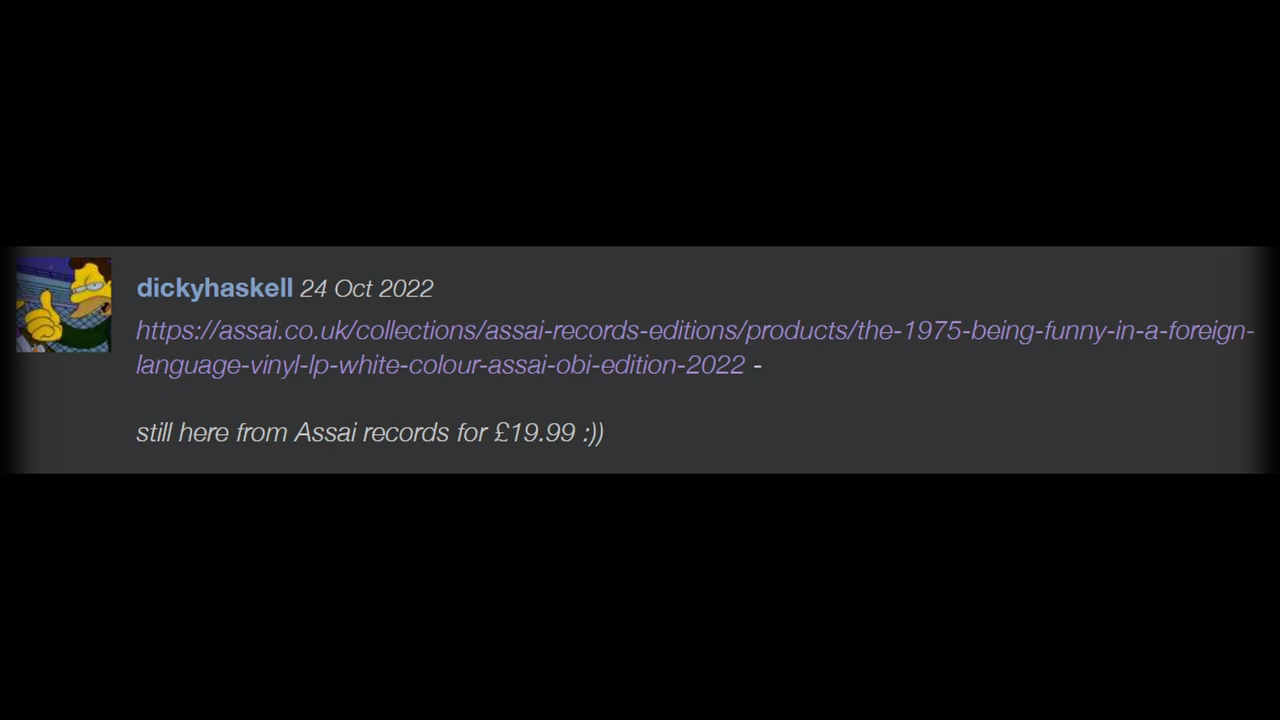 dickyhaskell 24 Oct 2022
https://assai.co.uk/collections/assai-records-editions/products/the-1975-being-funny-in-a-foreign-
language-vinyl-lp-white-colour-assai-obi-edition-2022 -
still here from Assai records for £19.99 :))